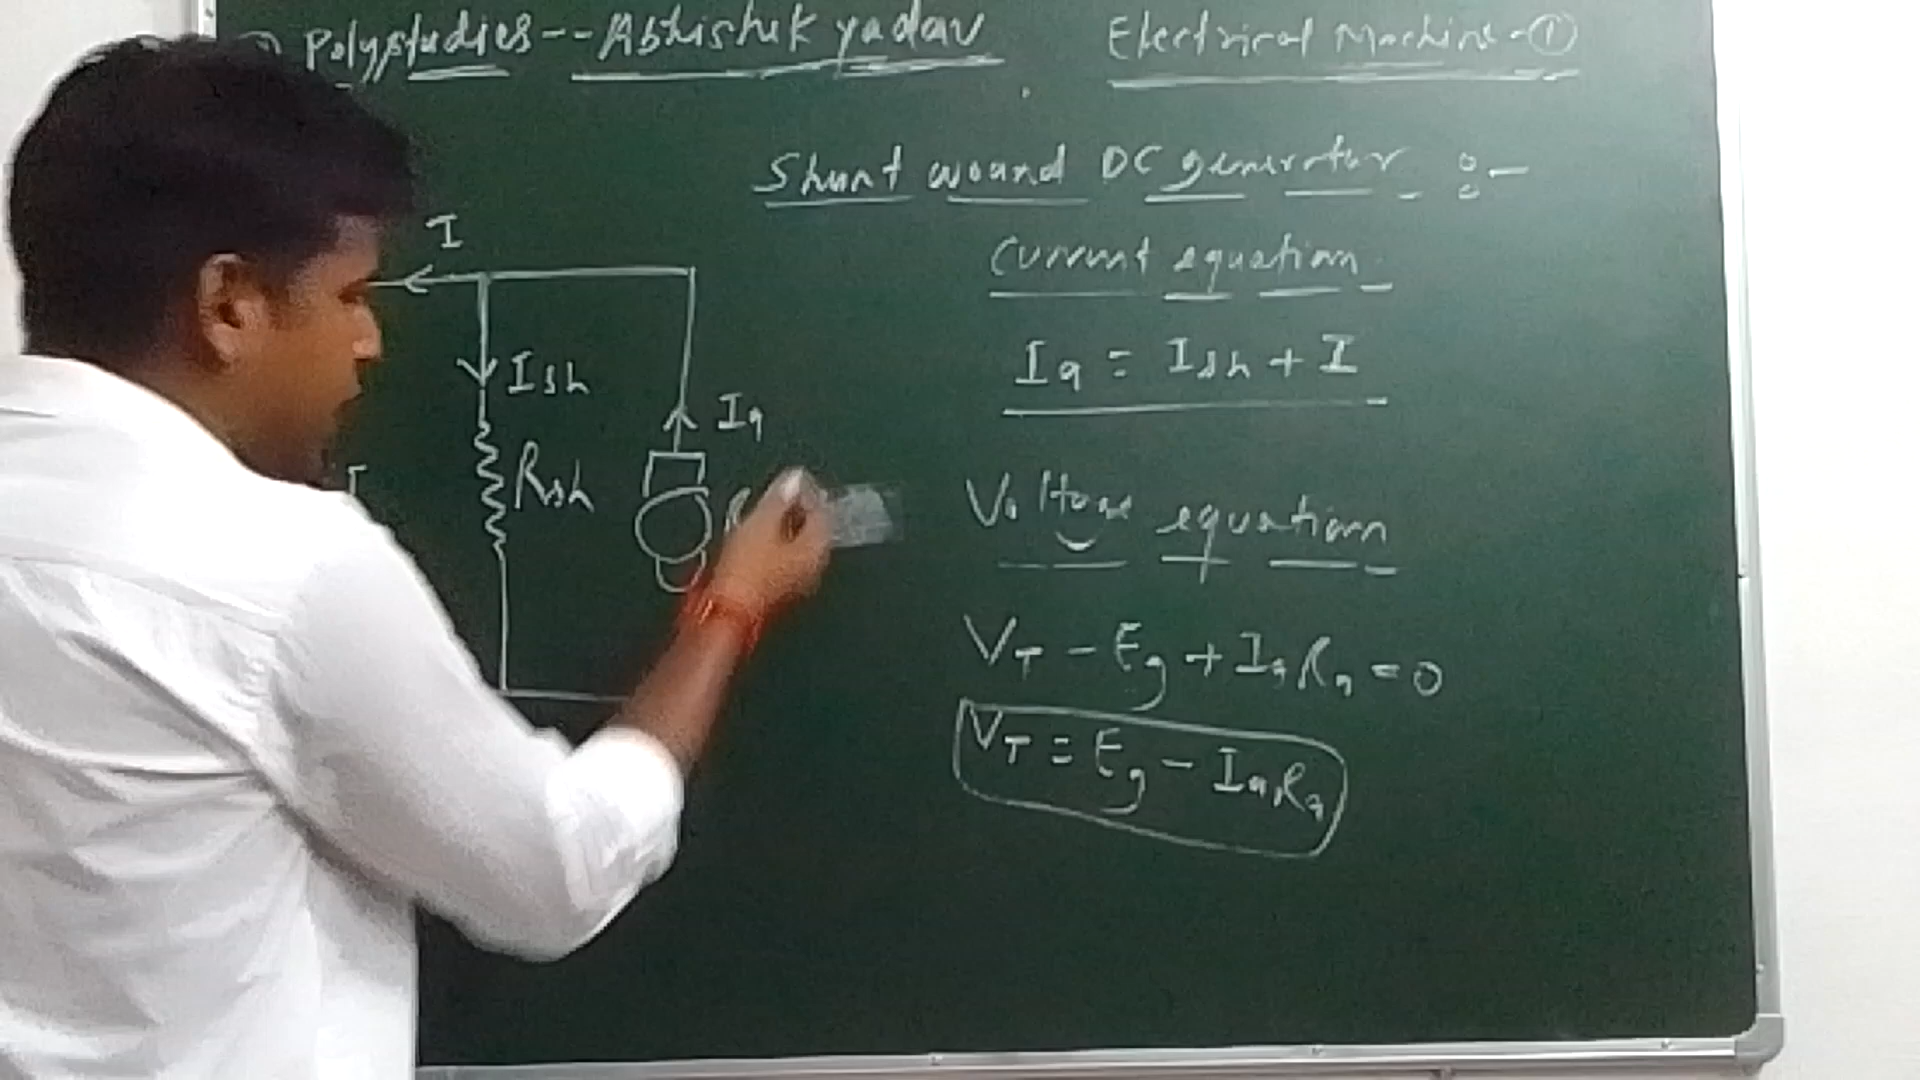 Polystudies -- Abhishek yadav
Electrical Machine - ①
Shunt wound DC generator :-
Current equation
Ia = Ish + I
Voltage equation
VT - Eg + IaRa = 0
VT = Eg - IaRa
I
Ish
Ia
Rsh